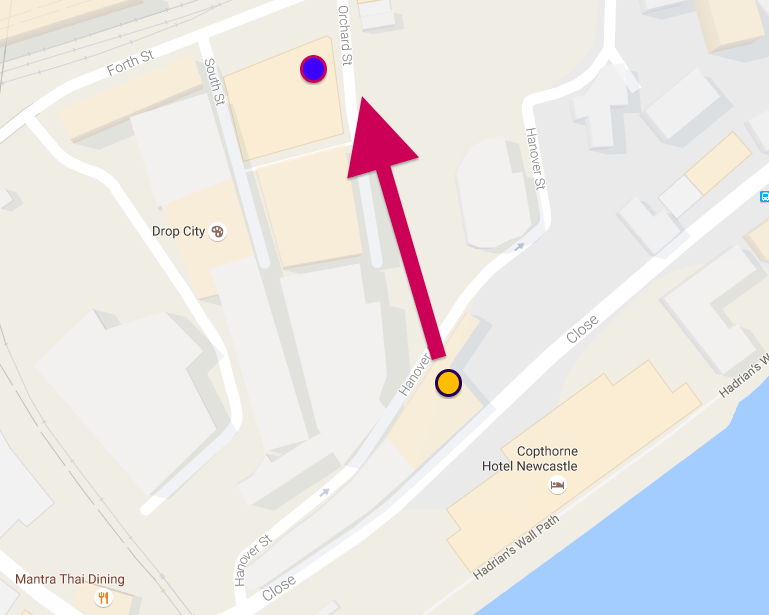 Orchard St
Forth St
South St
Hanover St
Drop City
Close
Hanover
Hadrian's W
Copthorne
Hotel Newcastle
Hadrian's Wall Path
Hanover St
Mantra Thai Dining
Close